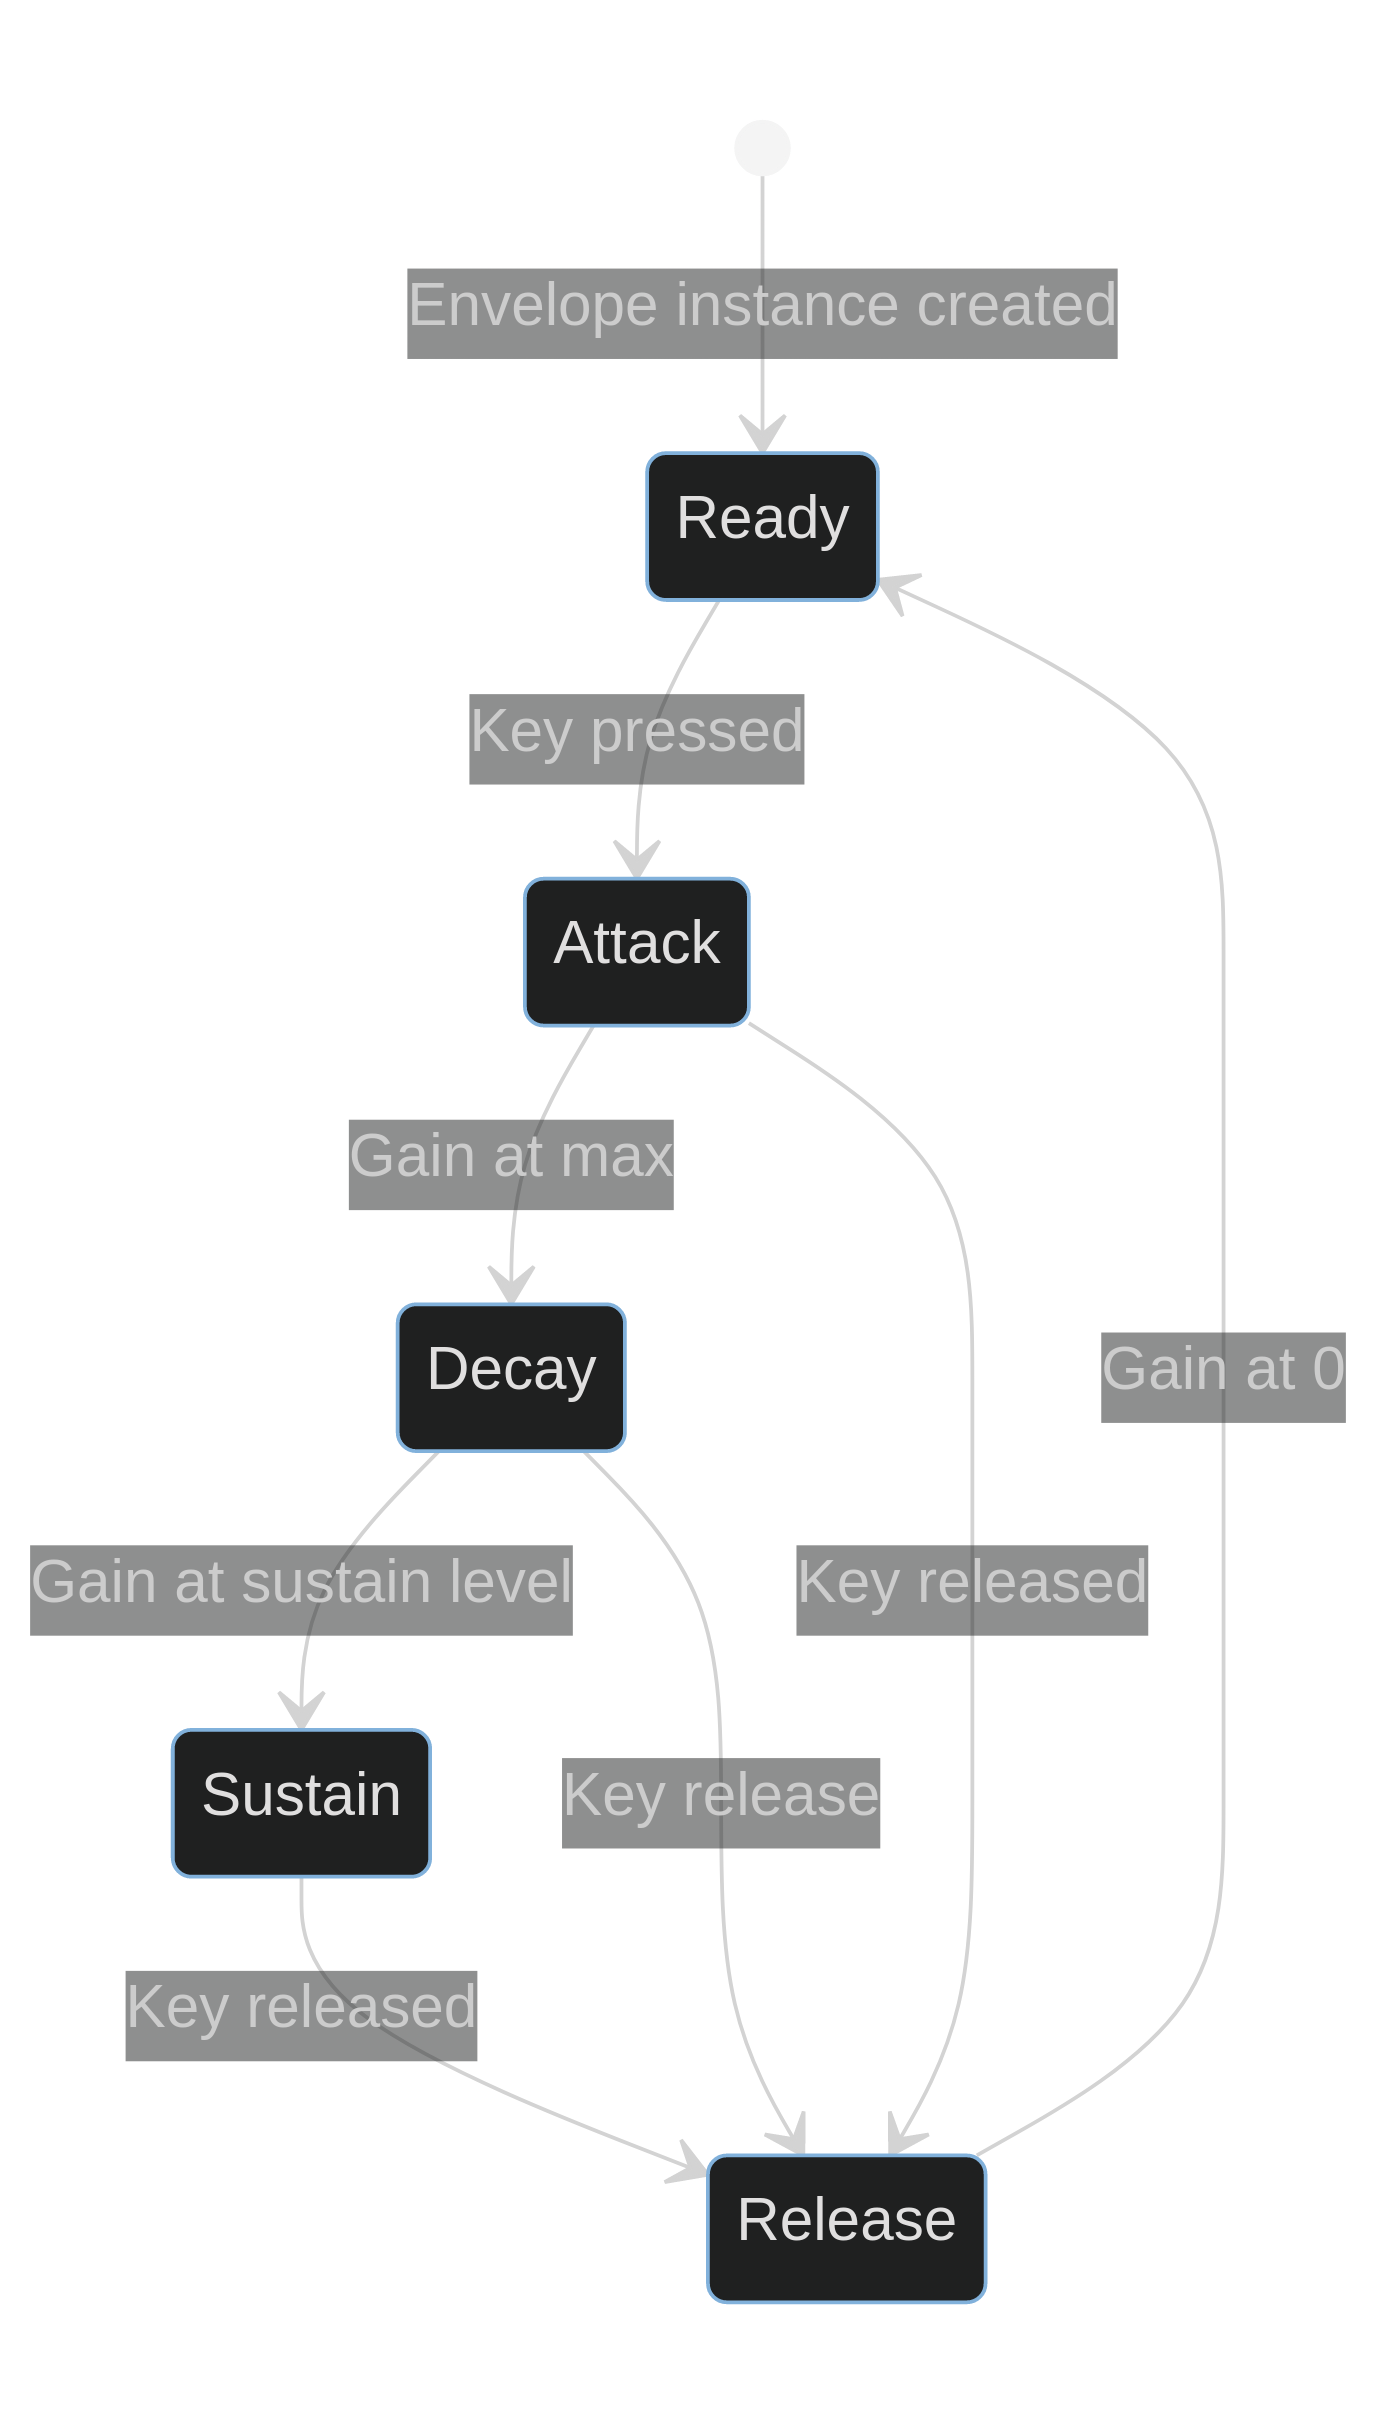 Envelope instance created
Ready
Key pressed
Attack
Gain at max
Decay
Gain at 0
Gain at sustain level
Key released
Sustain
Key release
Key released
Release